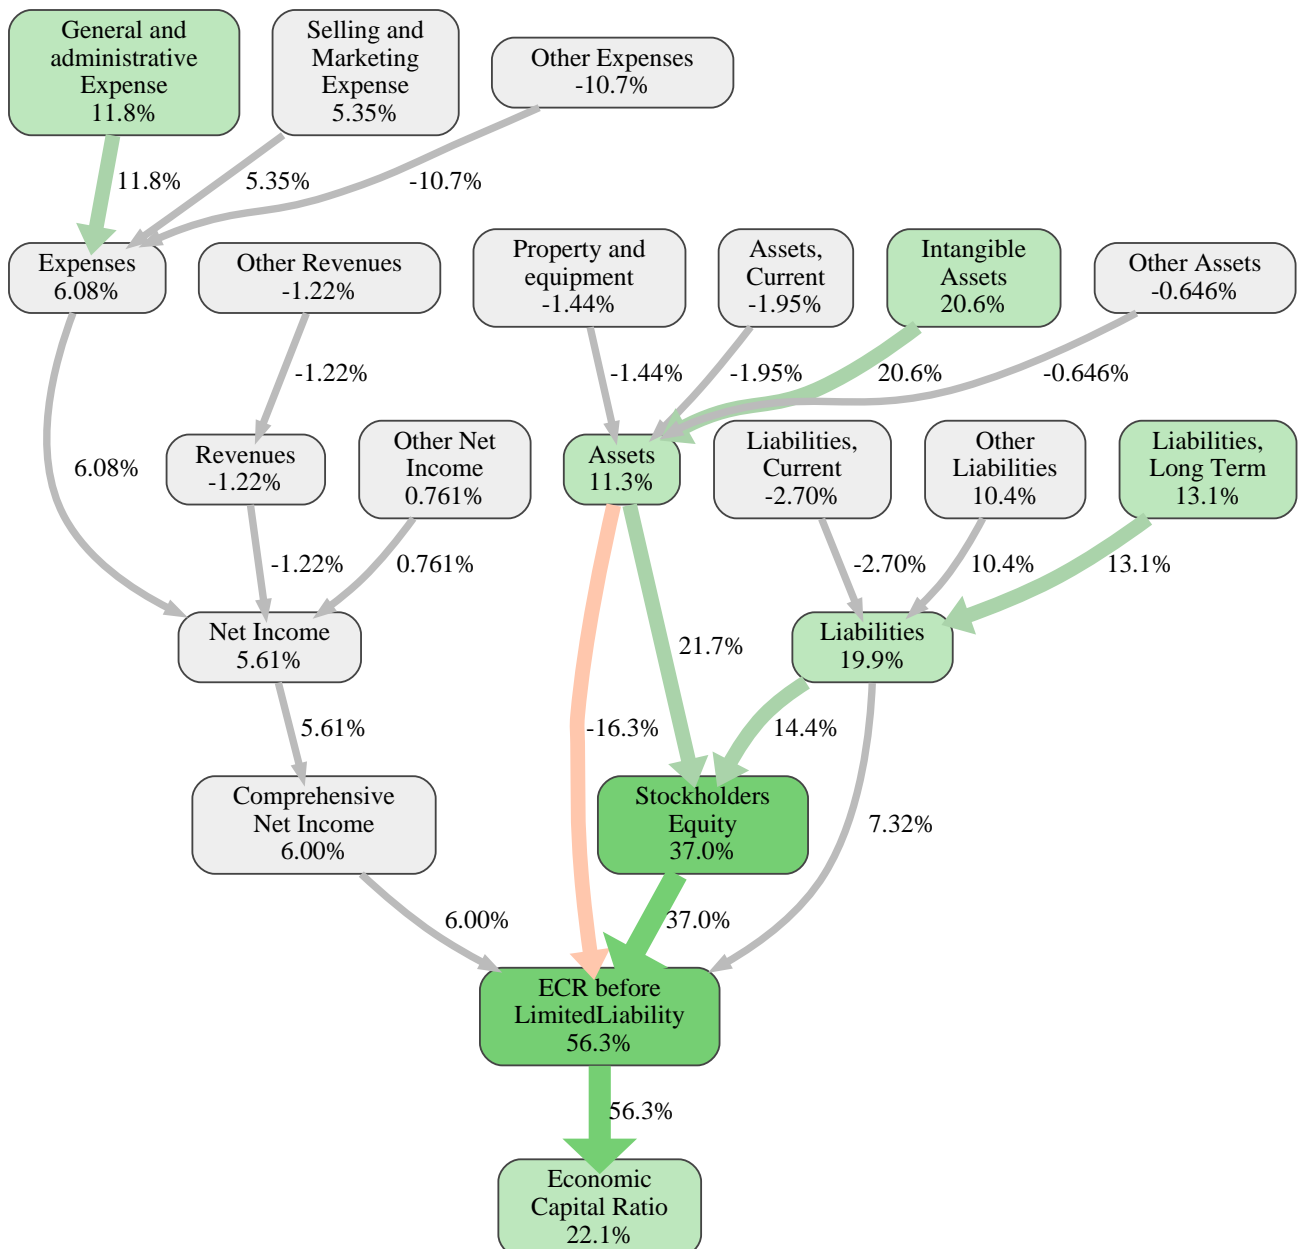 General and
administrative
Expense
11.8%
Selling and
Marketing
Expense
5.35%
Other Expenses
-10.7%
11.8%
5.35%
-10.7%
Expenses
6.08%
Other Revenues
-1.22%
Property and
equipment
-1.44%
Assets,
Current
-1.95%
Intangible
Assets
20.6%
Other Assets
-0.646%
-1.22%
-1.44%
-1.95%
20.6%
-0.646%
6.08%
Revenues
-1.22%
Other Net
Income
0.761%
Assets
11.3%
Liabilities,
Current
-2.70%
Other
Liabilities
10.4%
Liabilities,
Long Term
13.1%
-1.22%
0.761%
-2.70%
10.4%
13.1%
Net Income
5.61%
21.7%
Liabilities
19.9%
5.61%
-16.3%
14.4%
Comprehensive
Net Income
6.00%
Stockholders
Equity
37.0%
7.32%
6.00%
37.0%
ECR before
LimitedLiability
56.3%
56.3%
Economic
Capital Ratio
22.1%